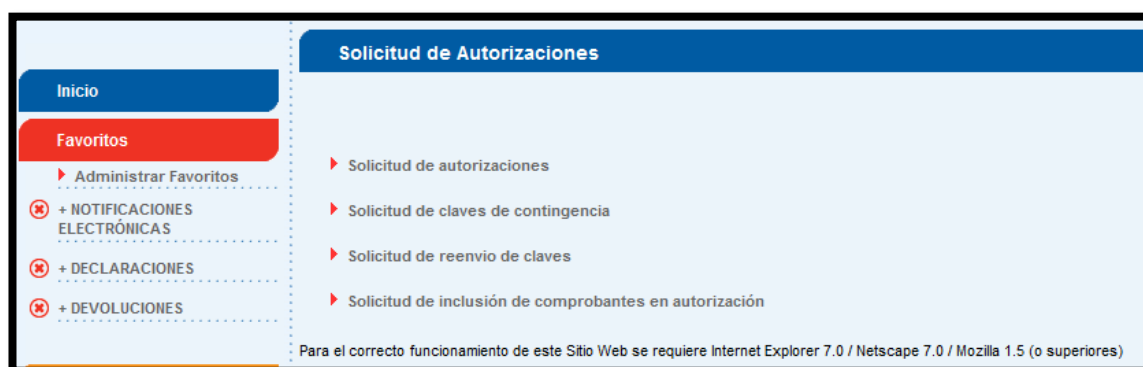 Solicitud de Autorizaciones
Inicio
Favoritos
Administrar Favoritos
+ NOTIFICACIONES
ELECTRÓNICAS
+ DECLARACIONES
+ DEVOLUCIONES
Solicitud de autorizaciones
Solicitud de claves de contingencia
Solicitud de reenvio de claves
Solicitud de inclusión de comprobantes en autorización
Para el correcto funcionamiento de este Sitio Web se requiere Internet Explorer 7.0 / Netscape 7.0 / Mozilla 1.5 (o superiores)